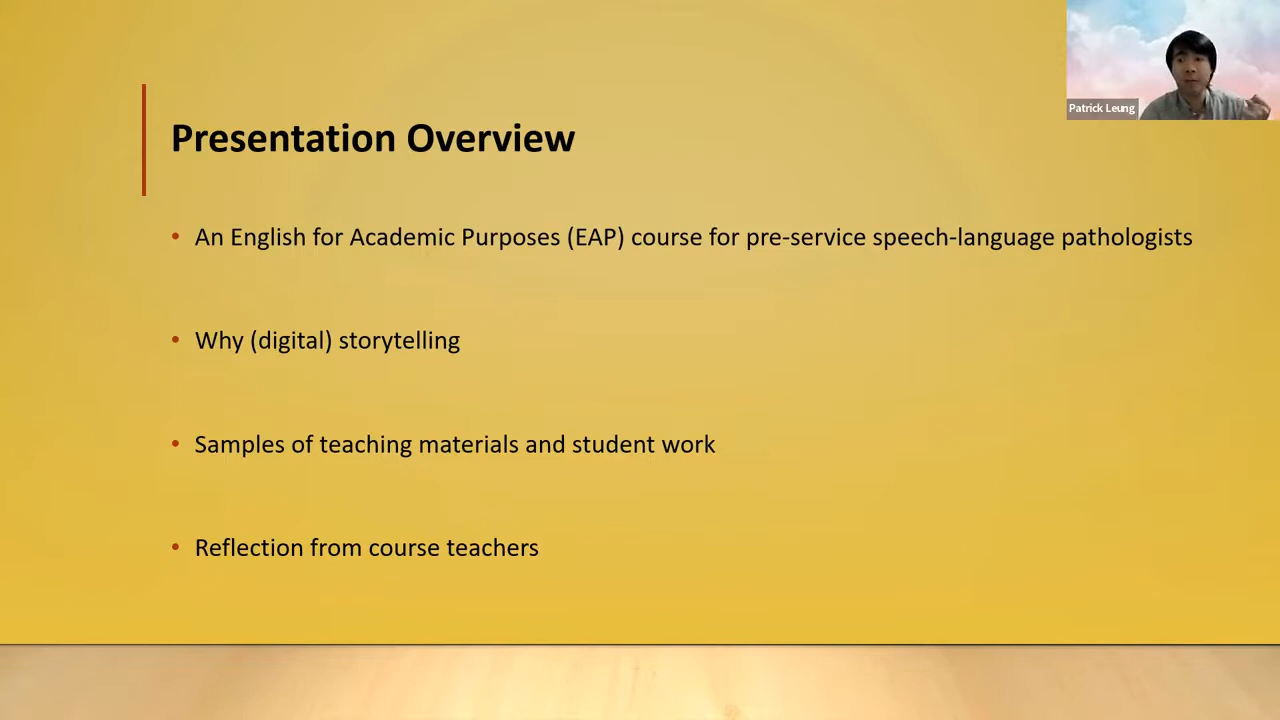 Patrick Leung
Presentation Overview
• An English for Academic Purposes (EAP) course for pre-service speech-language pathologists
• Why (digital) storytelling
• Samples of teaching materials and student work
• Reflection from course teachers